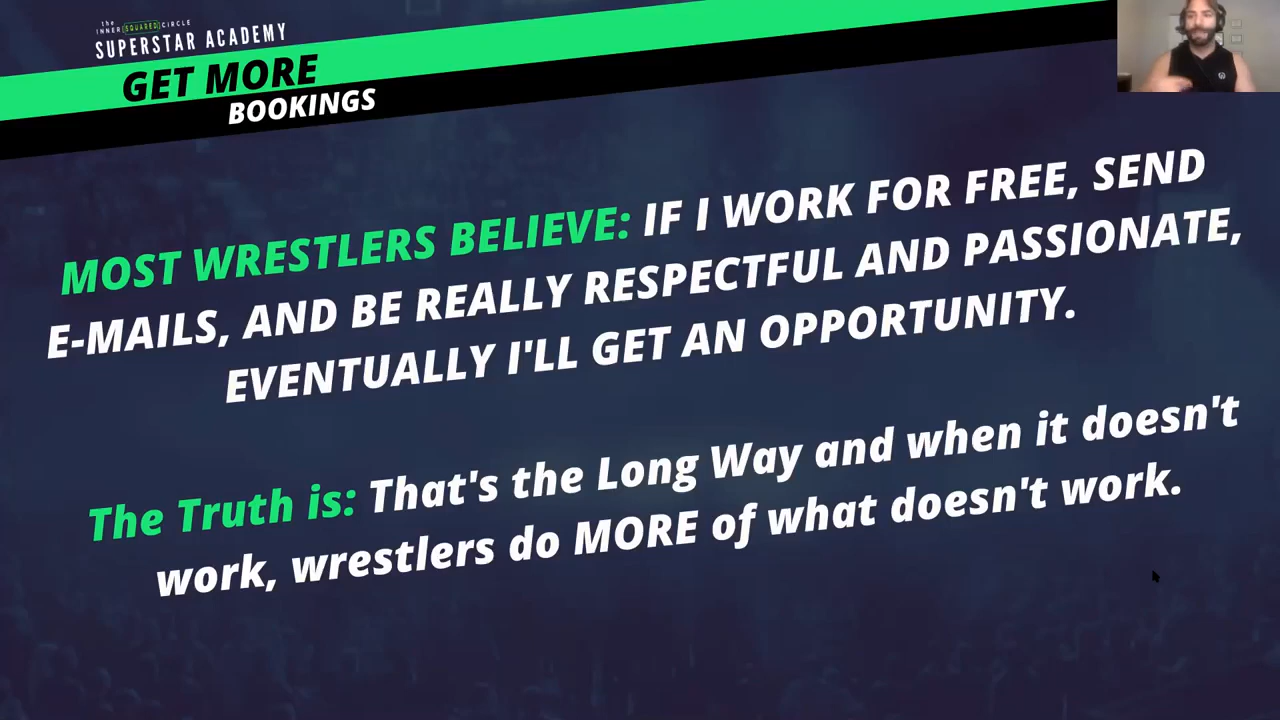 the
INNER SQUARED CIRCLE
SUPERSTAR ACADEMY
GET MORE
BOOKINGS
MOST WRESTLERS BELIEVE: IF I WORK FOR FREE, SEND
E-MAILS, AND BE REALLY RESPECTFUL AND PASSIONATE,
EVENTUALLY I'LL GET AN OPPORTUNITY.
The Truth is: That's the Long Way and when it doesn't
work, wrestlers do MORE of what doesn't work.